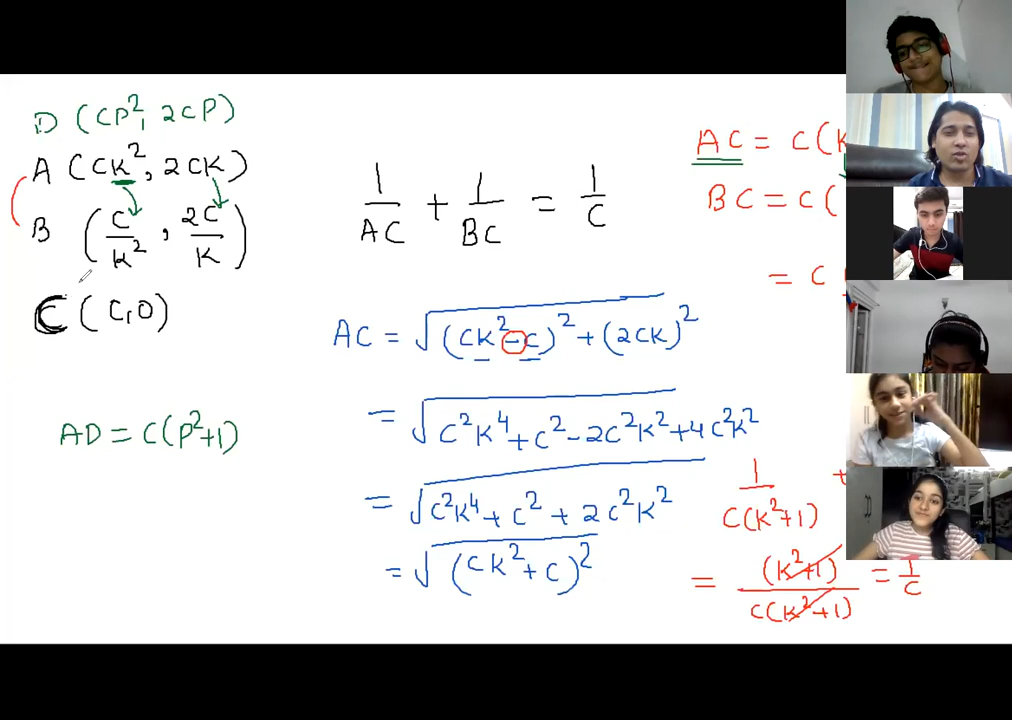 D (CP², 2CP)
A (CK², 2CK)
B (C/K², 2C/K)
C (C, 0)
AD = C(P²+1)
1/AC + 1/BC = 1/C
AC = √((CK²-C)² + (2CK)²)
= √(C²K⁴ + C² - 2C²K² + 4C²K²)
= √(C²K⁴ + C² + 2C²K²)
= √((CK² + C)²)
AC = C(K
BC = C(
= C
1/C(K²+1) +
= (K²+1)/C(K²+1) = 1/C